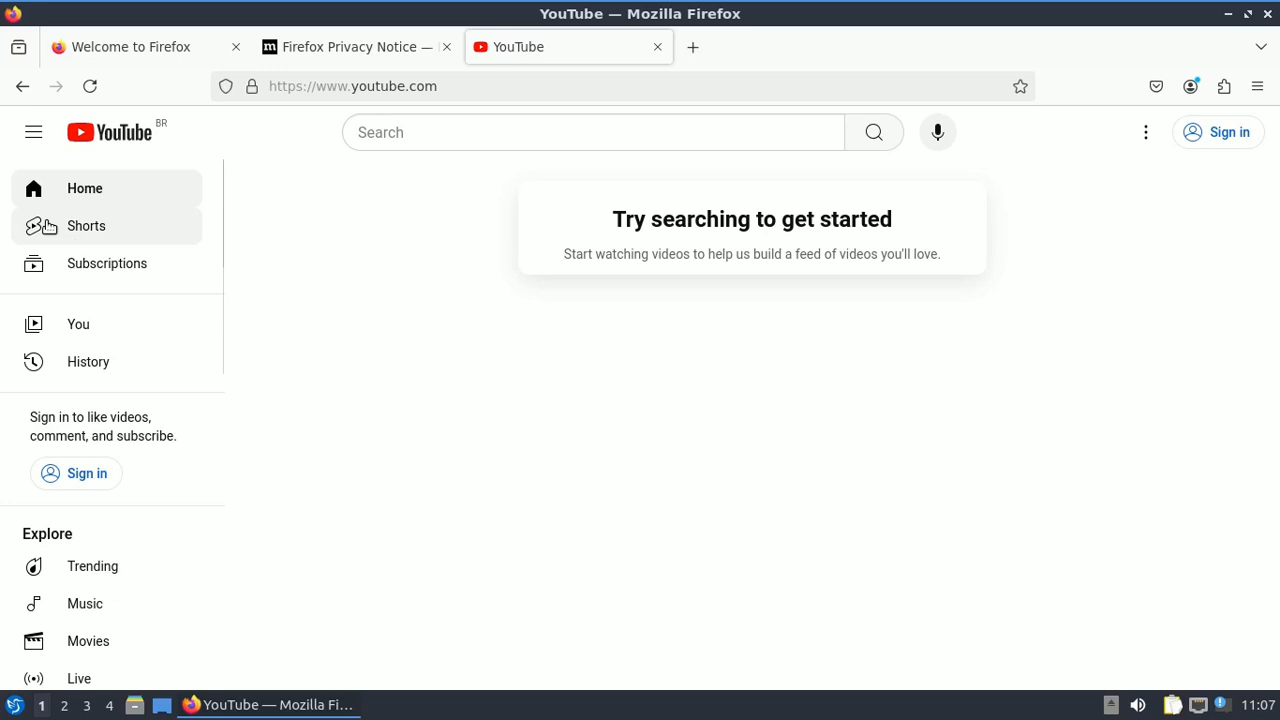 YouTube — Mozilla Firefox
Welcome to Firefox
Firefox Privacy Notice —
YouTube
https://www.youtube.com
YouTube BR
Search
Sign in
Home
Shorts
Subscriptions
You
History
Sign in to like videos,
comment, and subscribe.
Sign in
Explore
Trending
Music
Movies
Live
Try searching to get started
Start watching videos to help us build a feed of videos you'll love.
1 2 3 4
YouTube — Mozilla Fi...
11:07